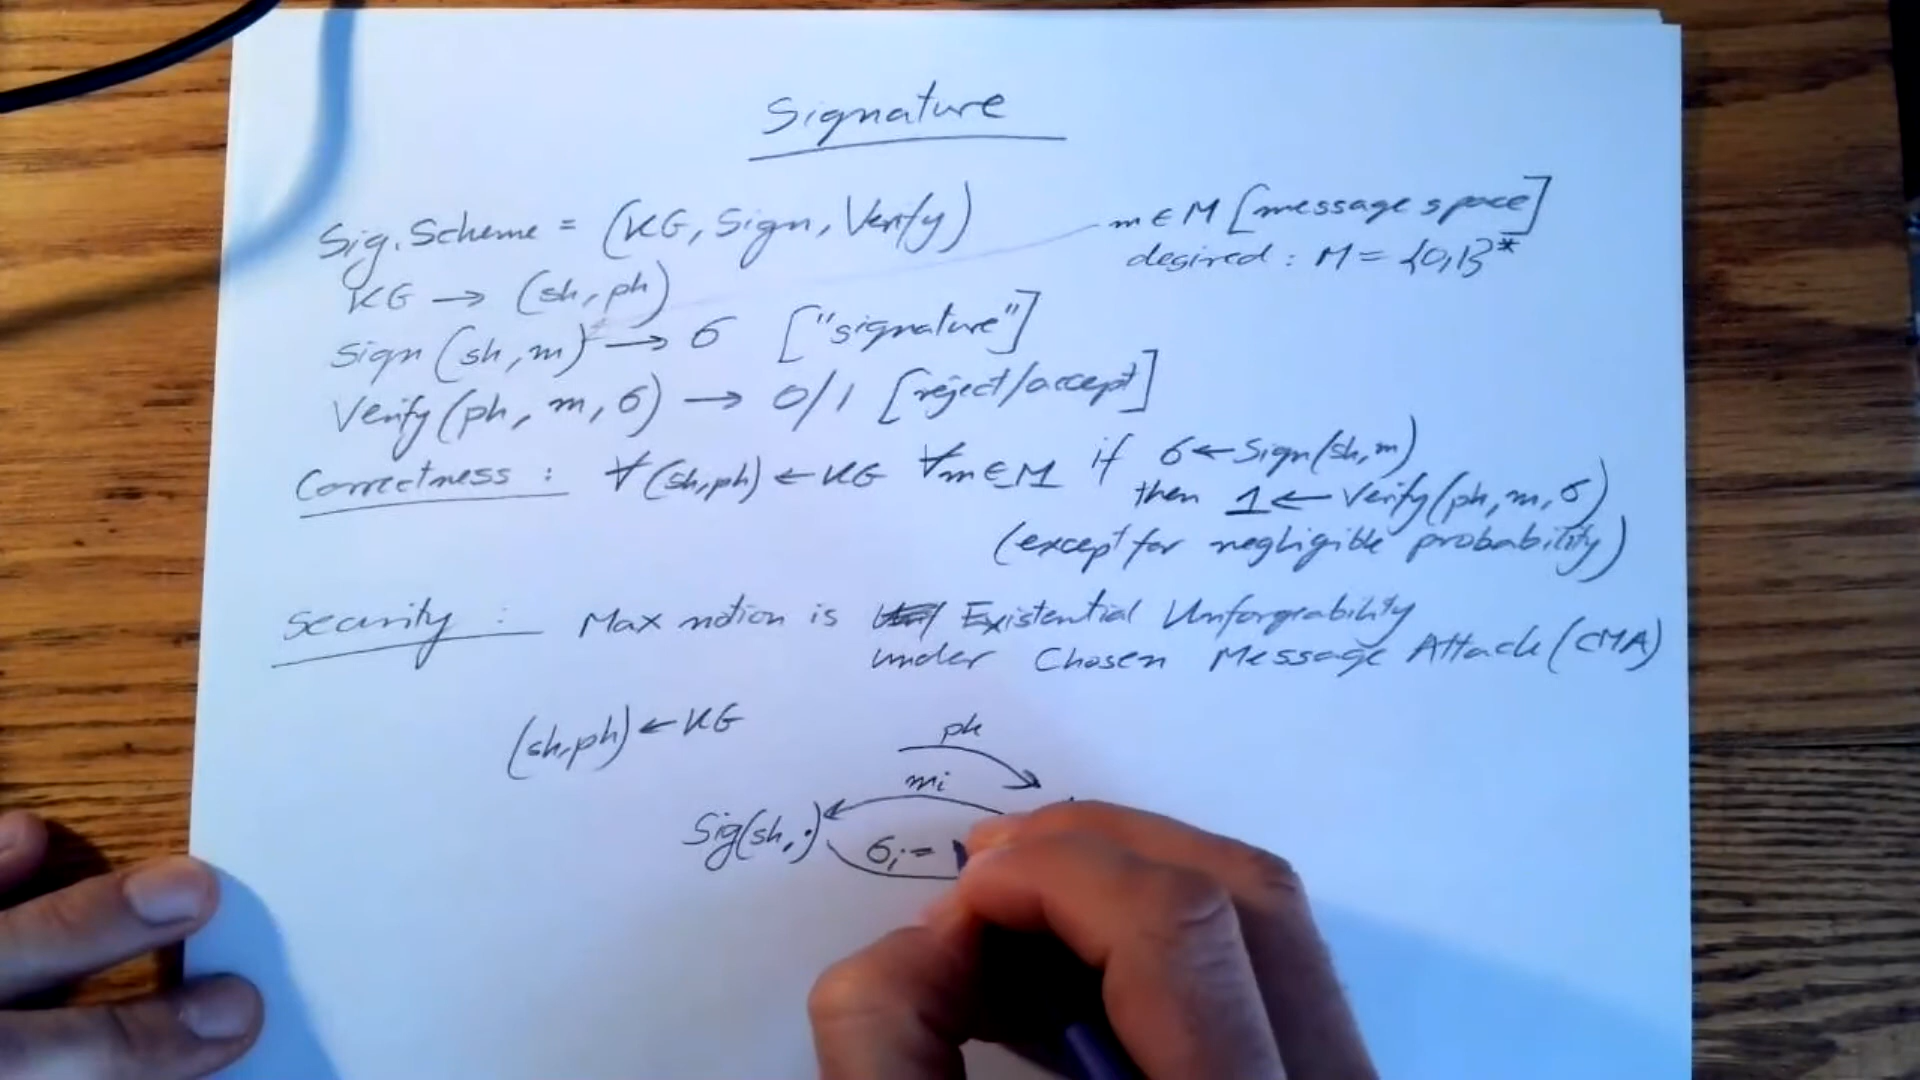 Signature
Sig. Scheme = (KG, Sign, Verify)
m ∈ M [message space]
desired: M = {0,1}*
KG → (sk, pk)
Sign (sk, m) → σ ["signature"]
Verify (pk, m, σ) → 0/1 [reject/accept]
Correctness: ∀(sk,pk) ← KG ∀m∈M if σ ← Sign(sk,m)
then 1 ← Verify(pk, m, σ)
(except for negligible probability)
Security: Max notion is Existential Unforgeability
under Chosen Message Attack (CMA)
(sk,pk) ← KG
pk
mi
Sig(sk,·)
σi =